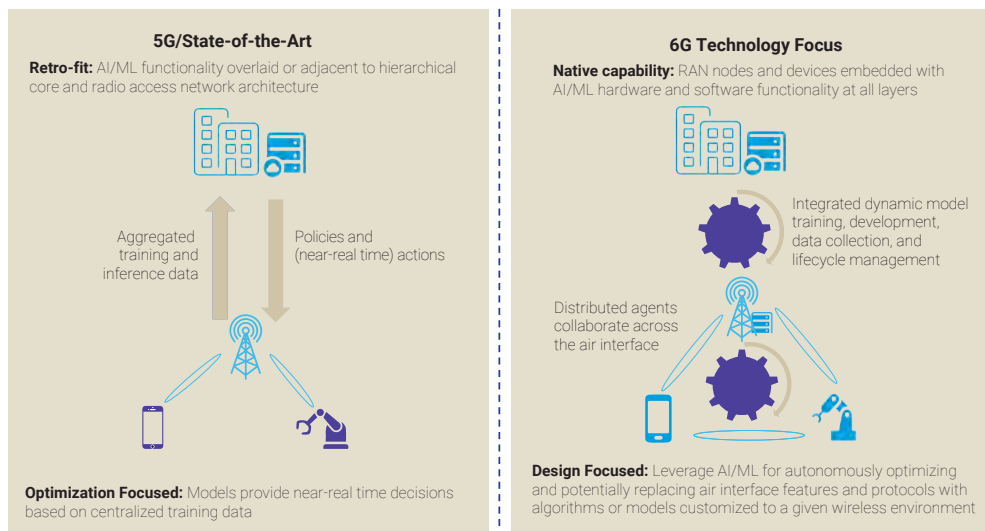 5G/State-of-the-Art
Retro-fit: AI/ML functionality overlaid or adjacent to hierarchical
core and radio access network architecture
Aggregated
training and
inference data
Policies and
(near-real time) actions
Optimization Focused: Models provide near-real time decisions
based on centralized training data
6G Technology Focus
Native capability: RAN nodes and devices embedded with
AI/ML hardware and software functionality at all layers
Integrated dynamic model
training, development,
data collection, and
lifecycle management
Distributed agents
collaborate across
the air interface
Design Focused: Leverage AI/ML for autonomously optimizing
and potentially replacing air interface features and protocols with
algorithms or models customized to a given wireless environment